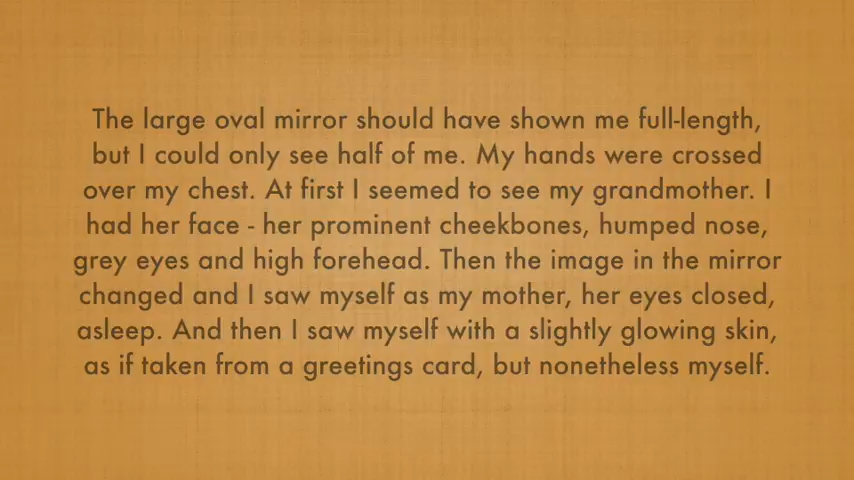 The large oval mirror should have shown me full-length,
but I could only see half of me. My hands were crossed
over my chest. At first I seemed to see my grandmother. I
had her face - her prominent cheekbones, humped nose,
grey eyes and high forehead. Then the image in the mirror
changed and I saw myself as my mother, her eyes closed,
asleep. And then I saw myself with a slightly glowing skin,
as if taken from a greetings card, but nonetheless myself.